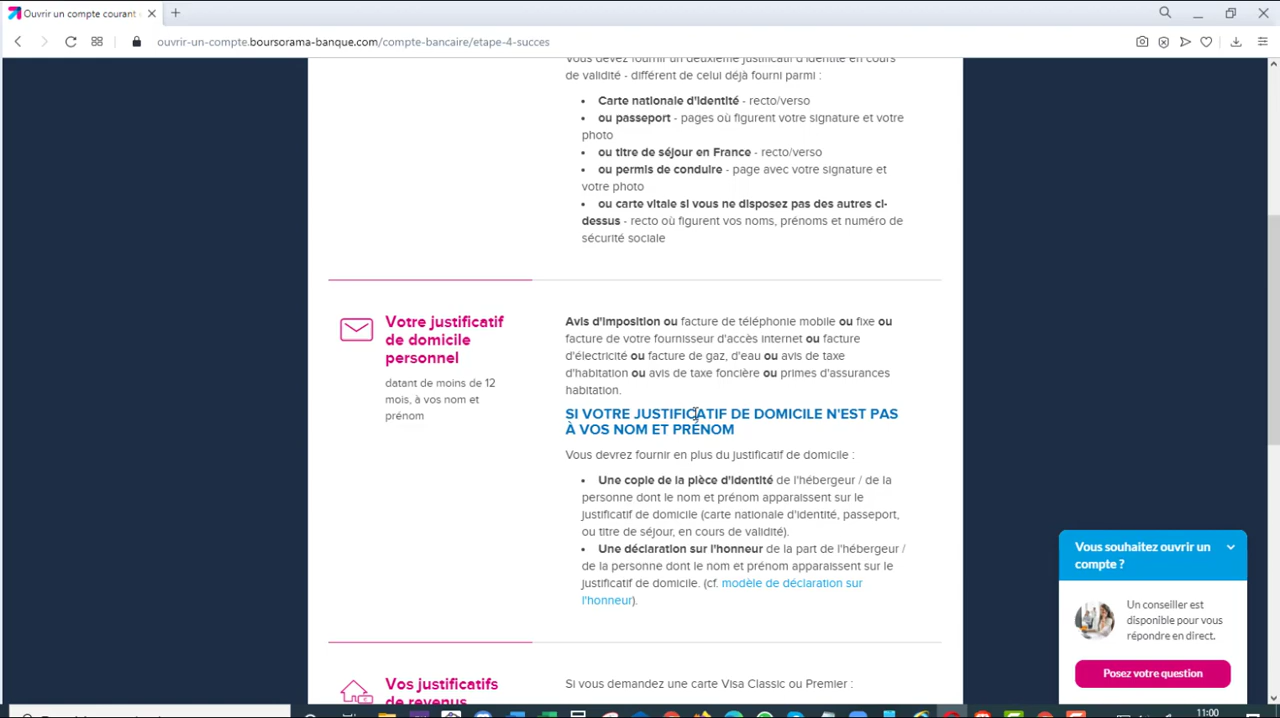 Ouvrir un compte courant
ouvrir-un-compte.boursorama-banque.com/compte-bancaire/etape-4-succes
Vous devez fournir un deuxième justificatif d'identité en cours
de validité - différent de celui déjà fourni parmi :
• Carte nationale d'identité - recto/verso
• ou passeport - pages où figurent votre signature et votre
photo
• ou titre de séjour en France - recto/verso
• ou permis de conduire - page avec votre signature et
votre photo
• ou carte vitale si vous ne disposez pas des autres ci-
dessus - recto où figurent vos noms, prénoms et numéro de
sécurité sociale
Votre justificatif
de domicile
personnel
datant de moins de 12
mois, à vos nom et
prénom
Avis d'imposition ou facture de téléphonie mobile ou fixe ou
facture de votre fournisseur d'accès internet ou facture
d'électricité ou facture de gaz, d'eau ou avis de taxe
d'habitation ou avis de taxe foncière ou primes d'assurances
habitation.
SI VOTRE JUSTIFICATIF DE DOMICILE N'EST PAS
À VOS NOM ET PRÉNOM
Vous devrez fournir en plus du justificatif de domicile :
• Une copie de la pièce d'identité de l'hébergeur / de la
personne dont le nom et prénom apparaissent sur le
justificatif de domicile (carte nationale d'identité, passeport,
ou titre de séjour, en cours de validité).
• Une déclaration sur l'honneur de la part de l'hébergeur /
de la personne dont le nom et prénom apparaissent sur le
justificatif de domicile. (cf. modèle de déclaration sur
l'honneur).
Vos justificatifs
de revenus
Si vous demandez une carte Visa Classic ou Premier :
Vous souhaitez ouvrir un
compte ?
Un conseiller est
disponible pour vous
répondre en direct.
Posez votre question
11:00